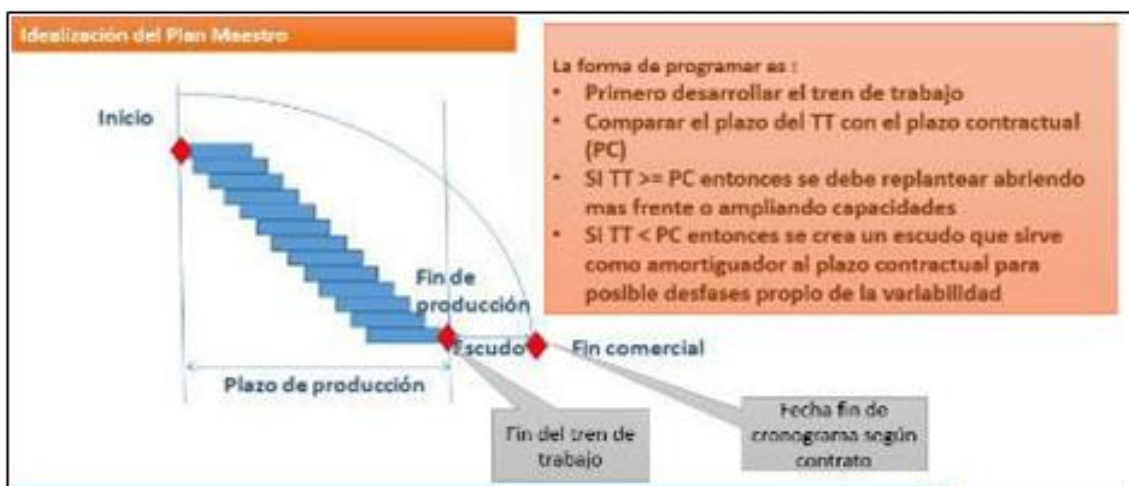 Idealización del Plan Maestro
La forma de programar es :
• Primero desarrollar el tren de trabajo
• Comparar el plazo del TT con el plazo contractual
(PC)
• SI TT >= PC entonces se debe replantear abriendo
mas frente o ampliando capacidades
• SI TT < PC entonces se crea un escudo que sirve
como amortiguador al plazo contractual para
posible desfases propio de la variabilidad
Inicio
Fin de
producción
Escudo
Fin comercial
Plazo de producción
Fin del tren de
trabajo
Fecha fin de
cronograma según
contrato